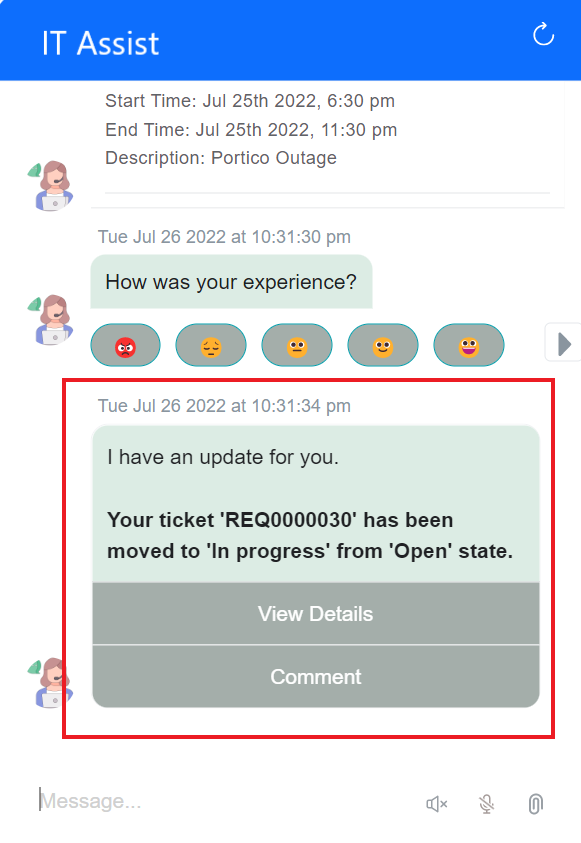 IT Assist
Start Time: Jul 25th 2022, 6:30 pm
End Time: Jul 25th 2022, 11:30 pm
Description: Portico Outage
Tue Jul 26 2022 at 10:31:30 pm
How was your experience?
Tue Jul 26 2022 at 10:31:34 pm
I have an update for you.
Your ticket 'REQ0000030' has been
moved to 'In progress' from 'Open' state.
View Details
Comment
Message...